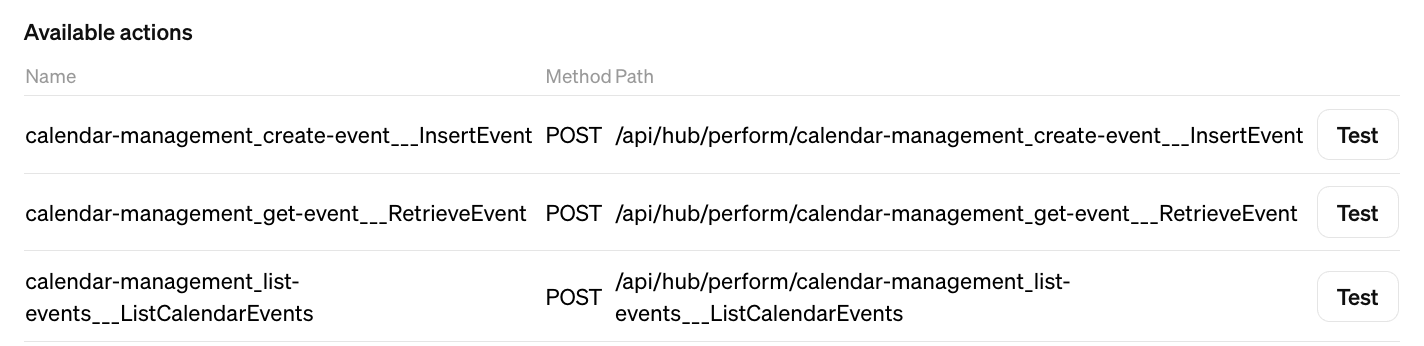 Available actions
Name Method Path
calendar-management_create-event___InsertEvent POST /api/hub/perform/calendar-management_create-event___InsertEvent Test
calendar-management_get-event___RetrieveEvent POST /api/hub/perform/calendar-management_get-event___RetrieveEvent Test
calendar-management_list- /api/hub/perform/calendar-management_list-
POST Test
events___ListCalendarEvents events___ListCalendarEvents